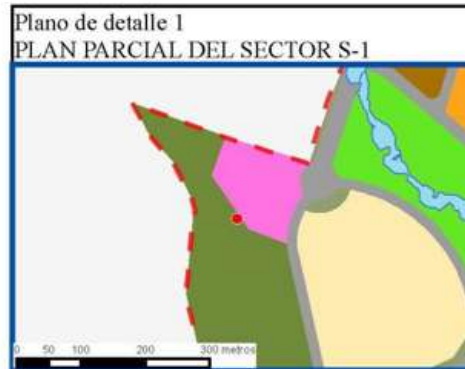 Plano de detalle 1
PLAN PARCIAL DEL SECTOR S-1
0 50 100 200 300 metros